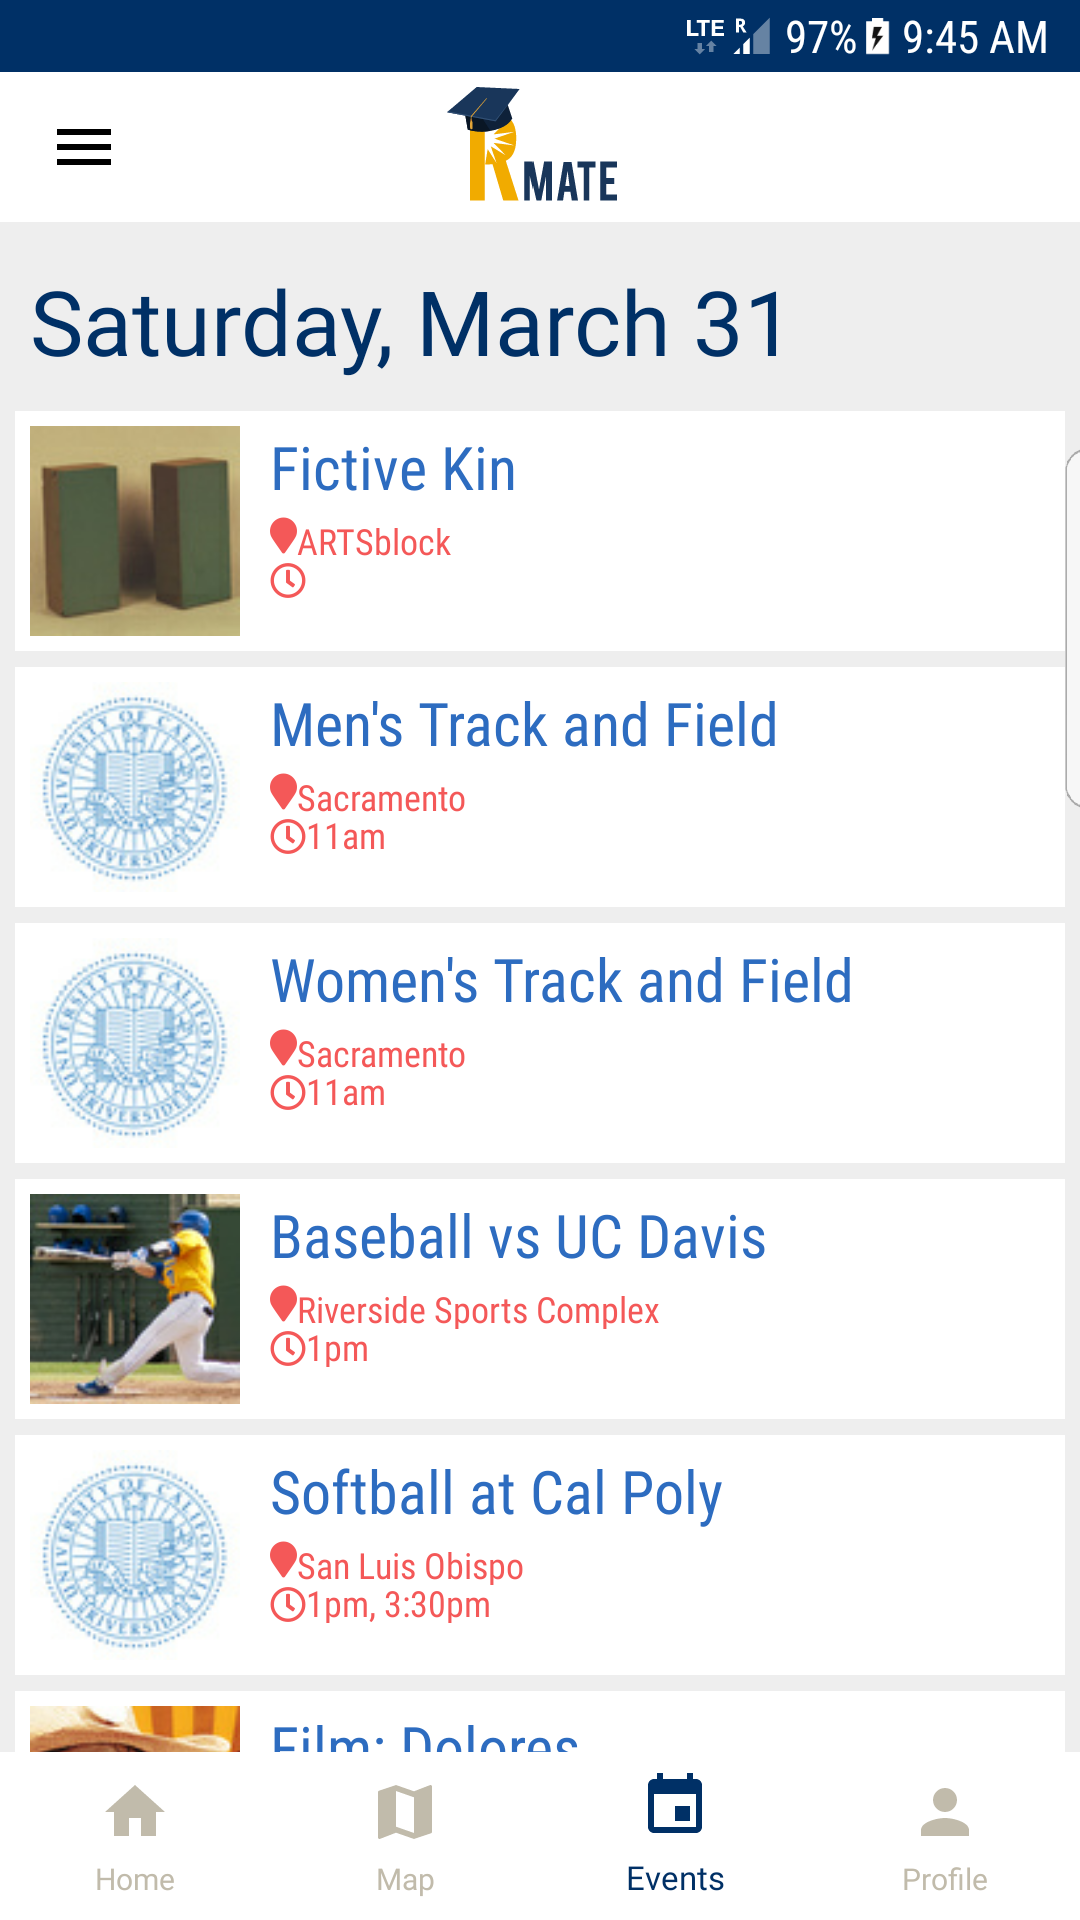 LTE R 97% 9:45 AM
RMATE
Saturday, March 31
Fictive Kin
ARTSblock
Men's Track and Field
Sacramento
11am
Women's Track and Field
Sacramento
11am
Baseball vs UC Davis
Riverside Sports Complex
1pm
Softball at Cal Poly
San Luis Obispo
1pm, 3:30pm
Film: Dolores
Home Map Events Profile